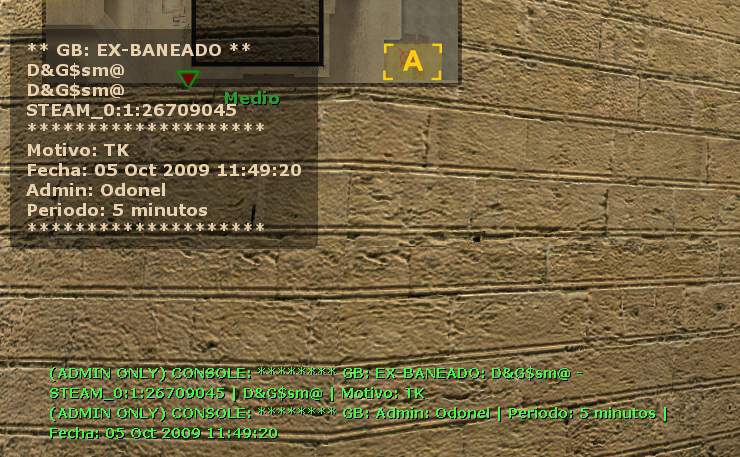 ** GB: EX-BANEADO **
D&G$sm@
D&G$sm@
STEAM_0:1:26709045
********************
Motivo: TK
Fecha: 05 Oct 2009 11:49:20
Admin: Odonel
Periodo: 5 minutos
********************
A
Medio
(ADMIN ONLY) CONSOLE: ******** GB: EX-BANEADO: D&G$sm@ -
STEAM_0:1:26709045 | D&G$sm@ | Motivo: TK
(ADMIN ONLY) CONSOLE: ******** GB: Admin: Odonel | Periodo: 5 minutos |
Fecha: 05 Oct 2009 11:49:20